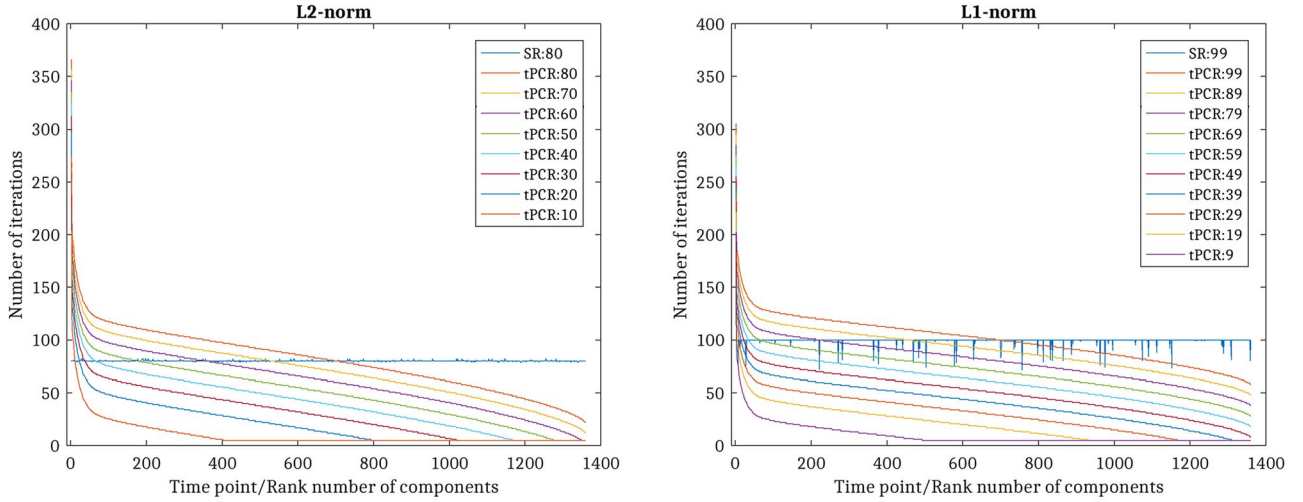 L2-norm
400
350
300
250
200
150
100
50
0
Number of iterations
0 200 400 600 800 1000 1200 1400
Time point/Rank number of components
SR:80
tPCR:80
tPCR:70
tPCR:60
tPCR:50
tPCR:40
tPCR:30
tPCR:20
tPCR:10
L1-norm
400
350
300
250
200
150
100
50
0
Number of iterations
0 200 400 600 800 1000 1200 1400
Time point/Rank number of components
SR:99
tPCR:99
tPCR:89
tPCR:79
tPCR:69
tPCR:59
tPCR:49
tPCR:39
tPCR:29
tPCR:19
tPCR:9